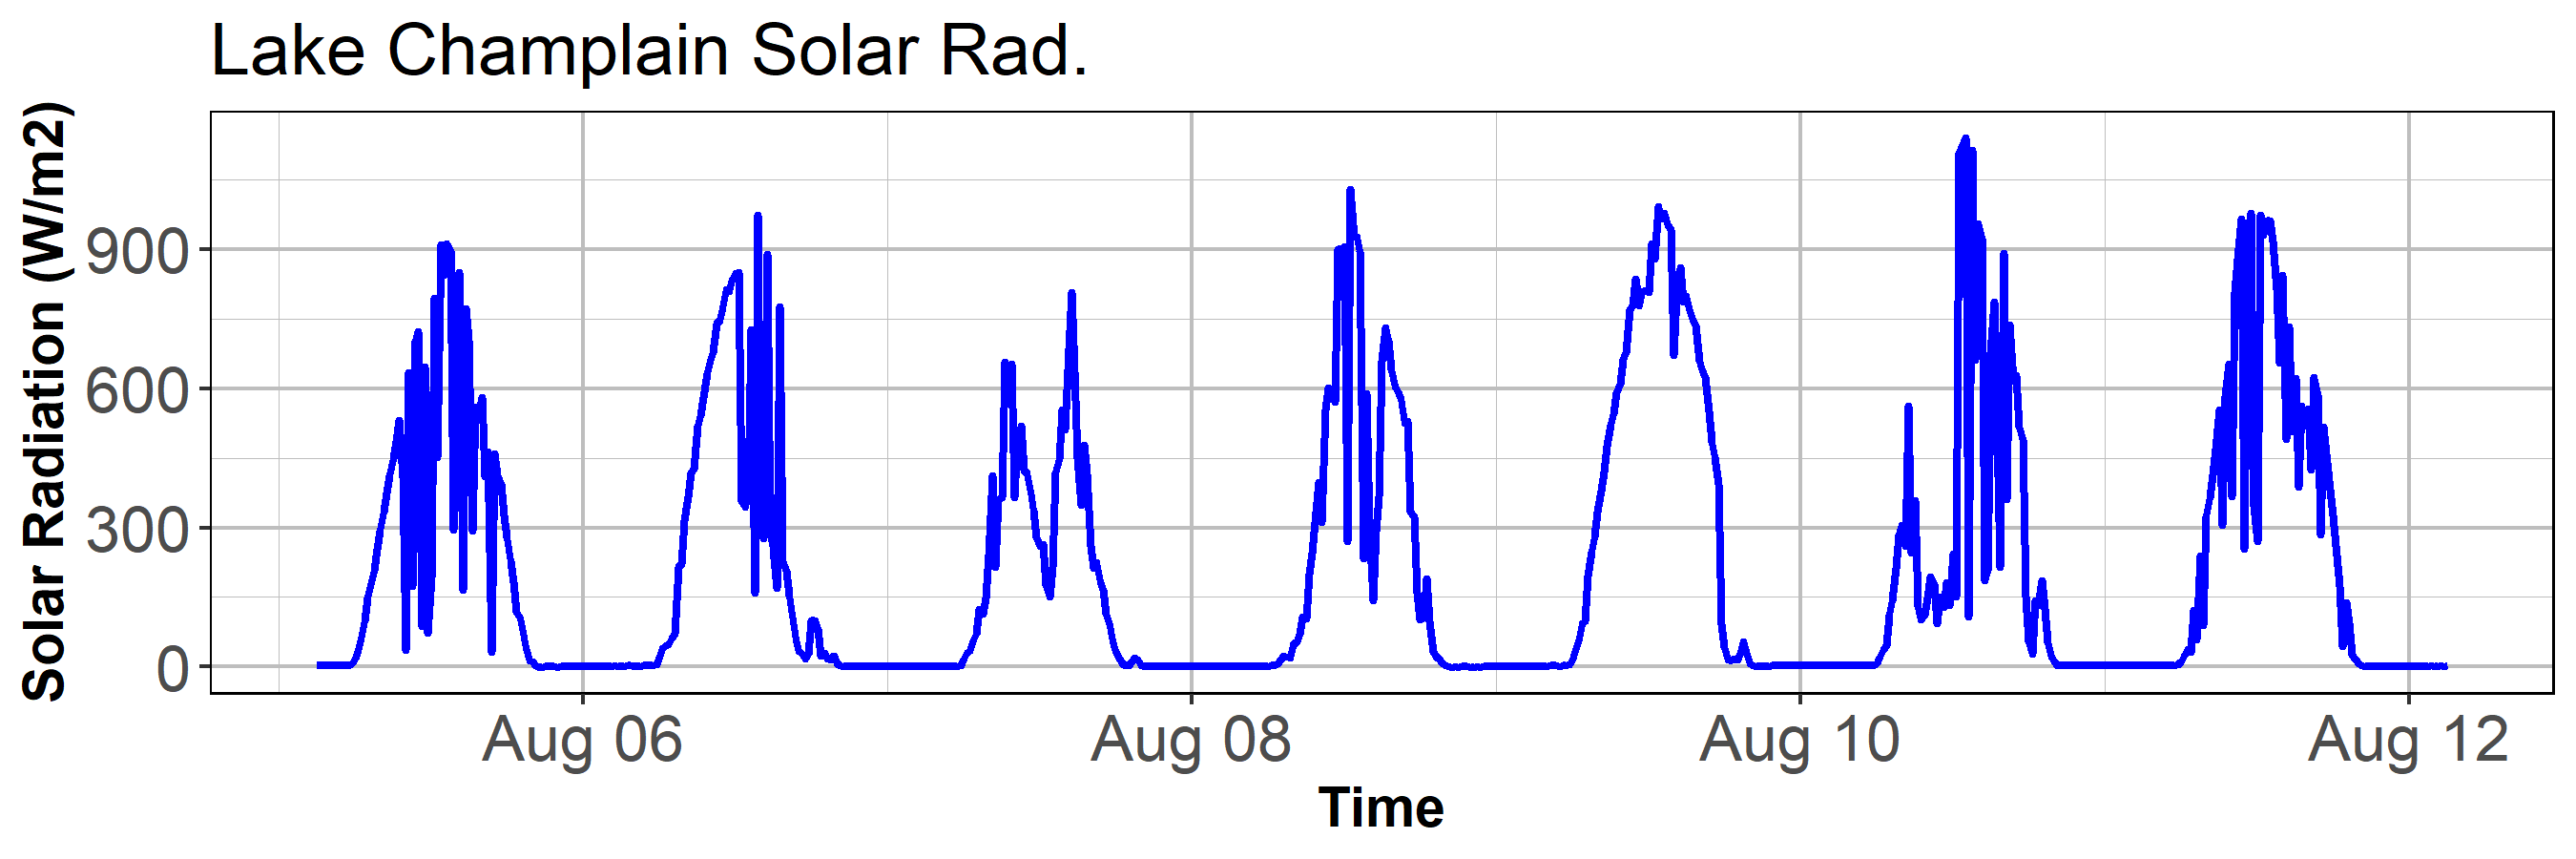 Lake Champlain Solar Rad.
Solar Radiation (W/m2)
900
600
300
0
Aug 06
Aug 08
Aug 10
Aug 12
Time